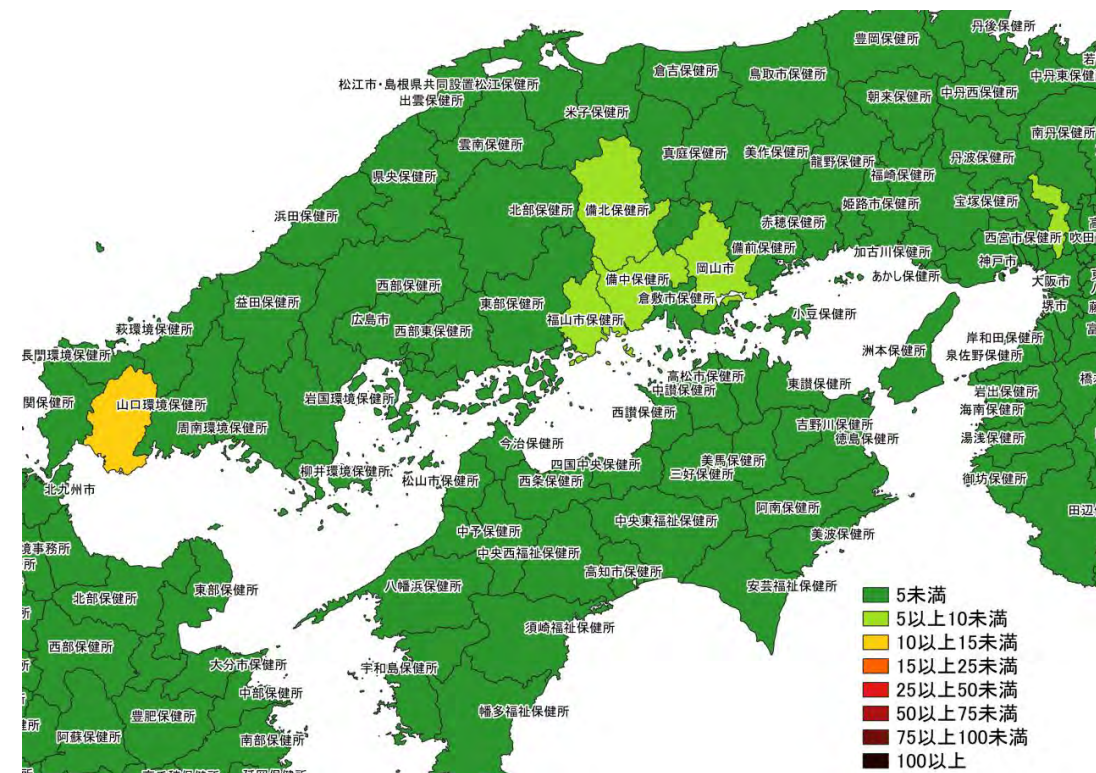 丹後保健所
豊岡保健所
中丹東保健
倉吉保健所
鳥取市保健所
松江市・島根県共同設置松江保健所
出雲保健所
朝来保健所
中丹西保健所
米子保健所
南丹保健所
雲南保健所
真庭保健所
美作保健所
龍野保健所
丹波保健所
福崎保健所
県央保健所
宝塚保健所
姫路市保健所
北部保健所
備北保健所
浜田保健所
赤穂保健所
西宮市保健所
吹田
備前保健所
加古川保健所
神戸市
岡山市
あかし保健所
大阪市
備中保健所
西部保健所
倉敷市保健所
堺市
益田保健所
東部保健所
小豆保健所
広島市
福山市保健所
西部東保健所
萩環境保健所
岸和田保健所
洲本保健所
泉佐野保健所
長門環境保健所
高松市保健所
東讃保健所
中讃保健所
岩出保健所
関保健所
山口環境保健所
岩国環境保健所
西讃保健所
海南保健所
周南環境保健所
吉野川保健所
徳島保健所
湯浅保健所
今治保健所
四国中央保健所
美馬保健所
柳井環境保健所
三好保健所
御坊保健所
松山市保健所
西条保健所
北九州市
阿南保健所
田辺
中央東福祉保健所
中予保健所
美波保健所
境事務所
中央西福祉保健所
高知市保健所
東部保健所
八幡浜保健所
安芸福祉保健所
北部保健所
須崎福祉保健所
西部保健所
大分市保健所
宇和島保健所
中部保健所
幡多福祉保健所
豊肥保健所
阿蘇保健所
南部保健所
5未満
5以上10未満
10以上15未満
15以上25未満
25以上50未満
50以上75未満
75以上100未満
100以上